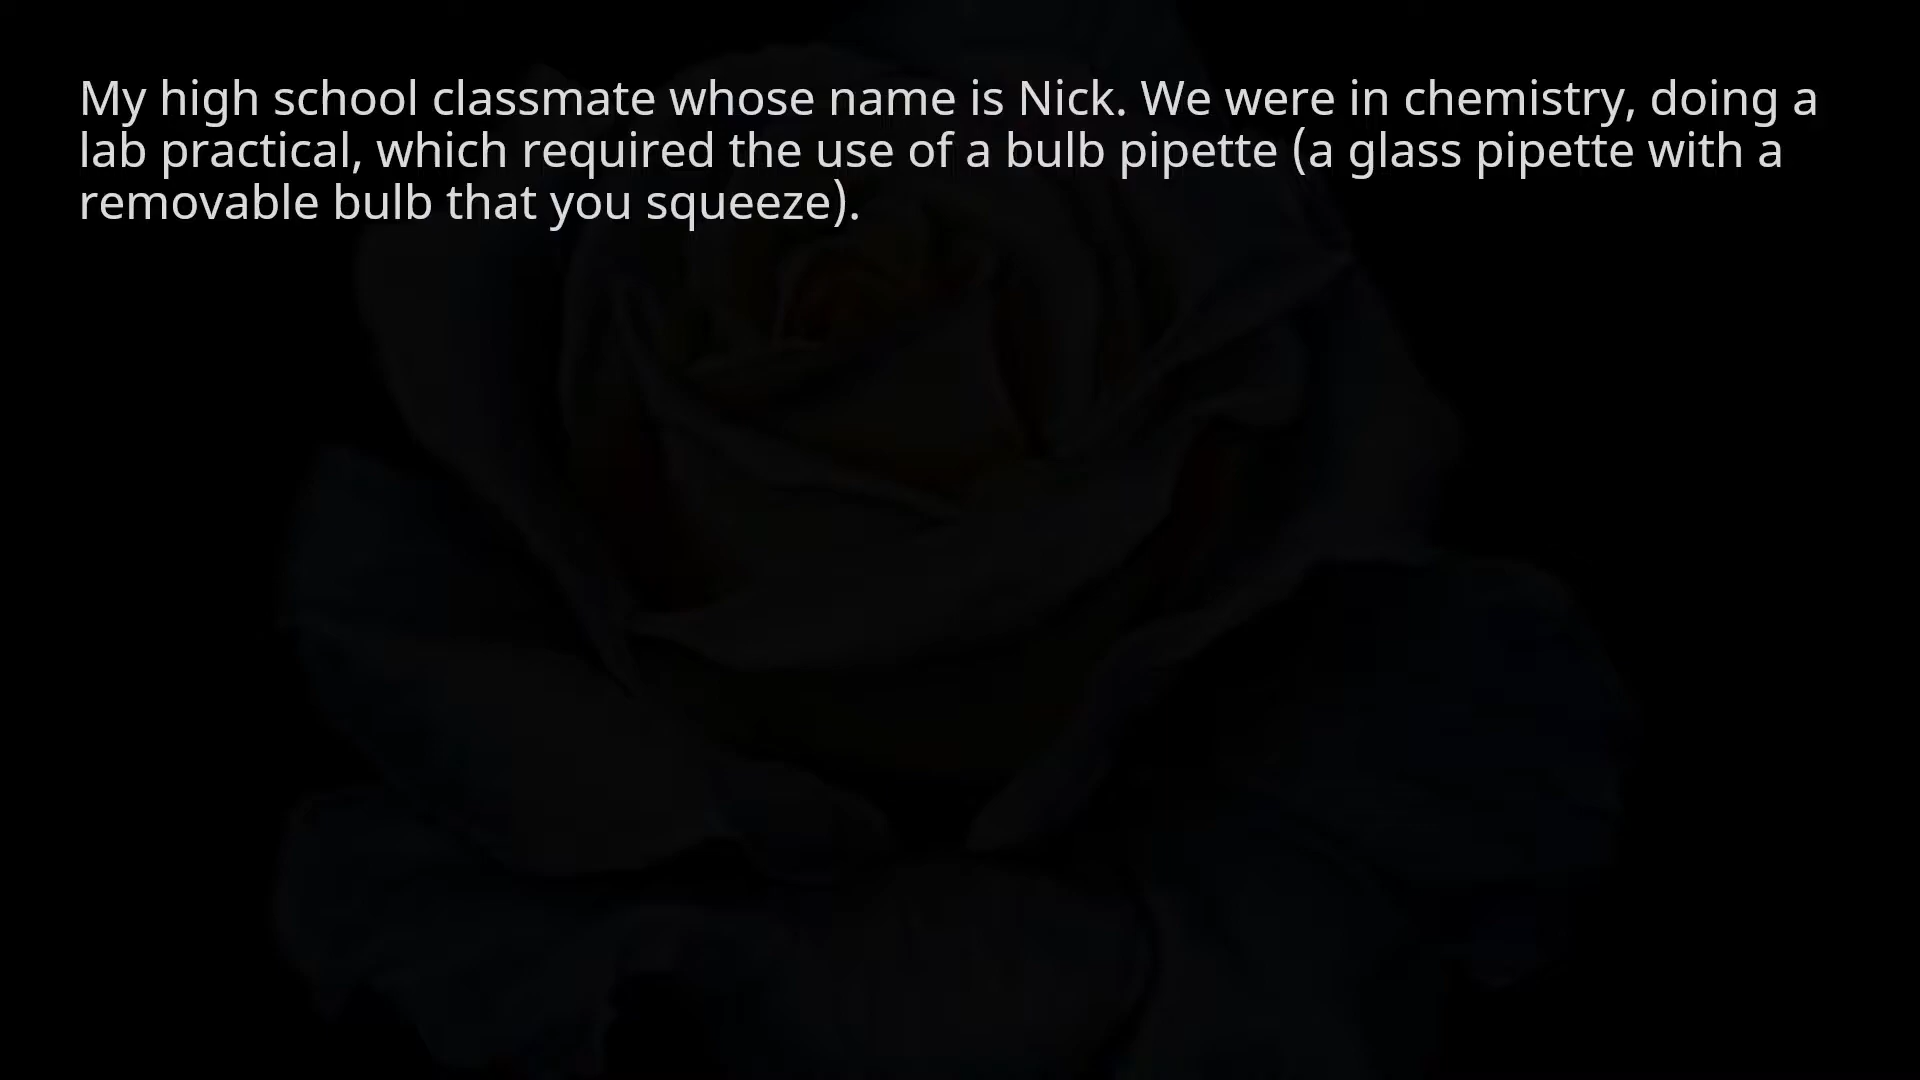 My high school classmate whose name is Nick. We were in chemistry, doing a
lab practical, which required the use of a bulb pipette (a glass pipette with a
removable bulb that you squeeze).